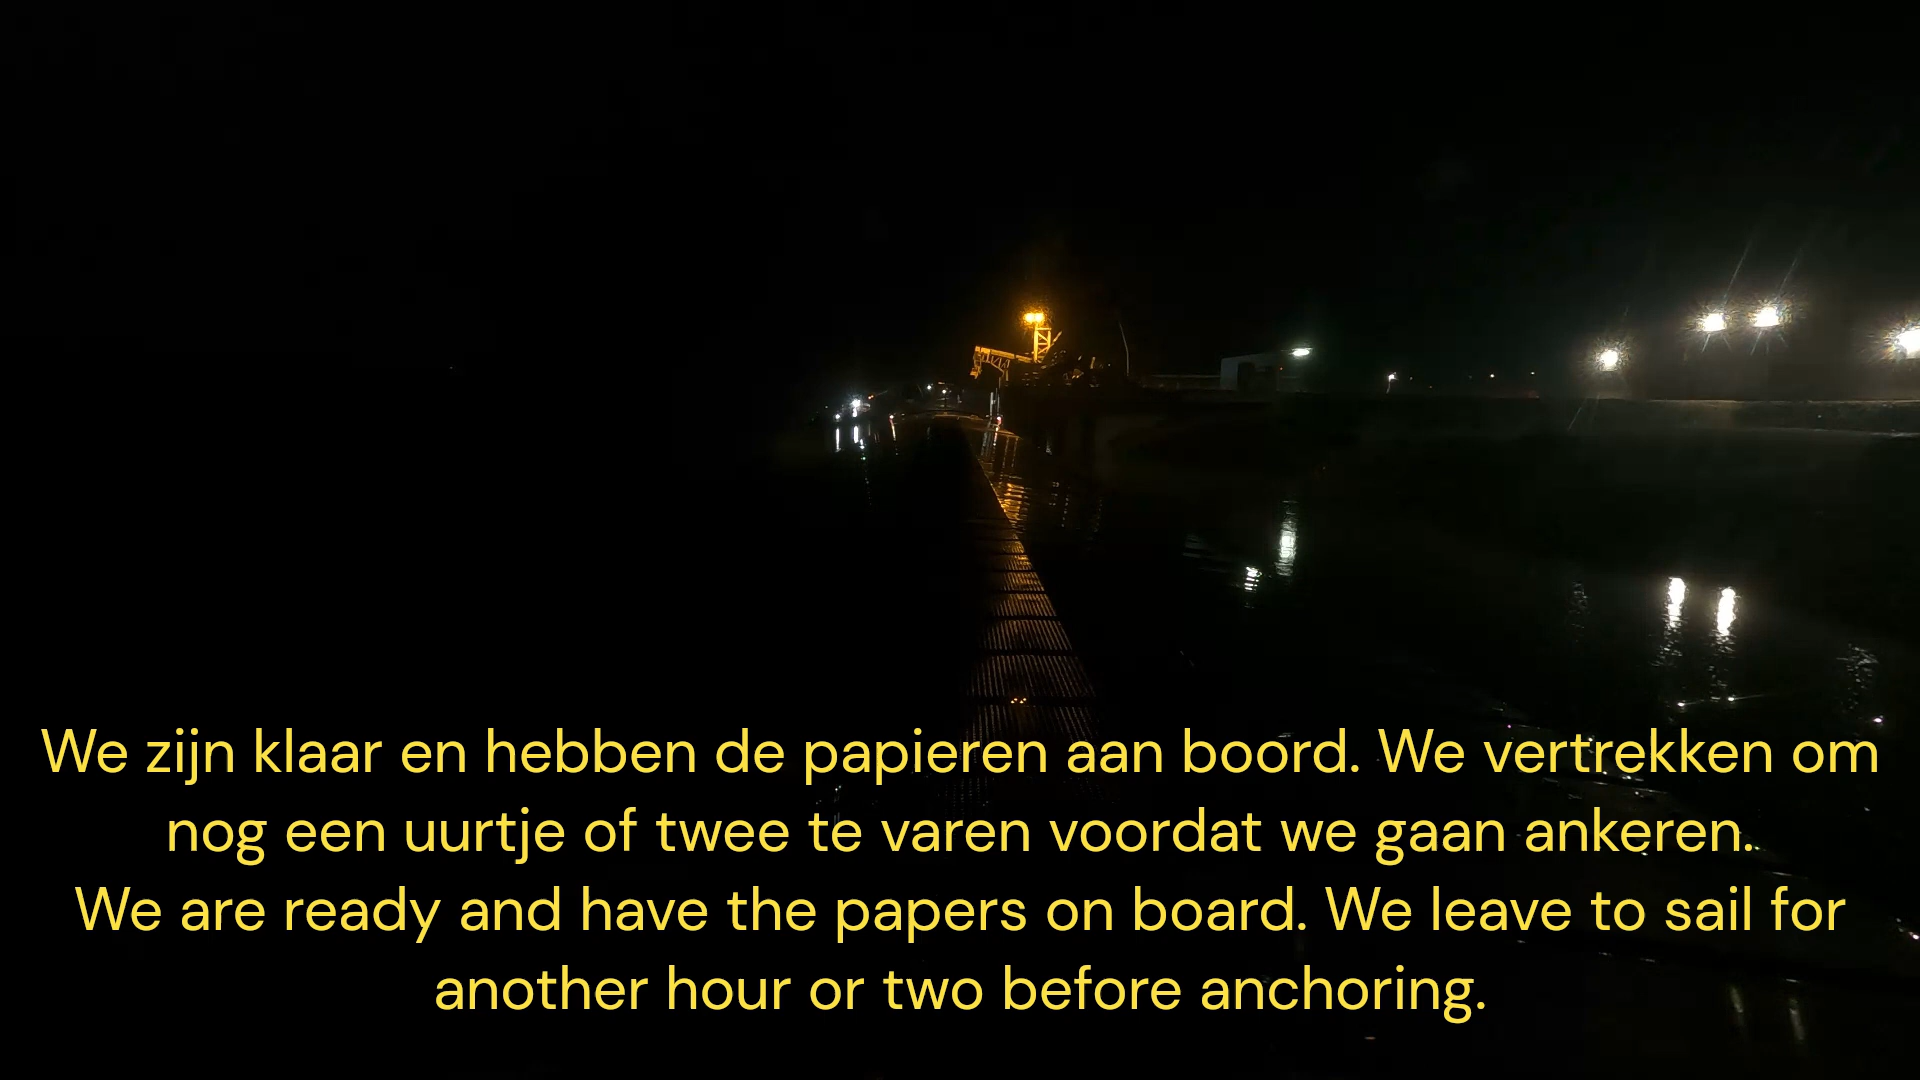 We zijn klaar en hebben de papieren aan boord. We vertrekken om
nog een uurtje of twee te varen voordat we gaan ankeren.
We are ready and have the papers on board. We leave to sail for
another hour or two before anchoring.